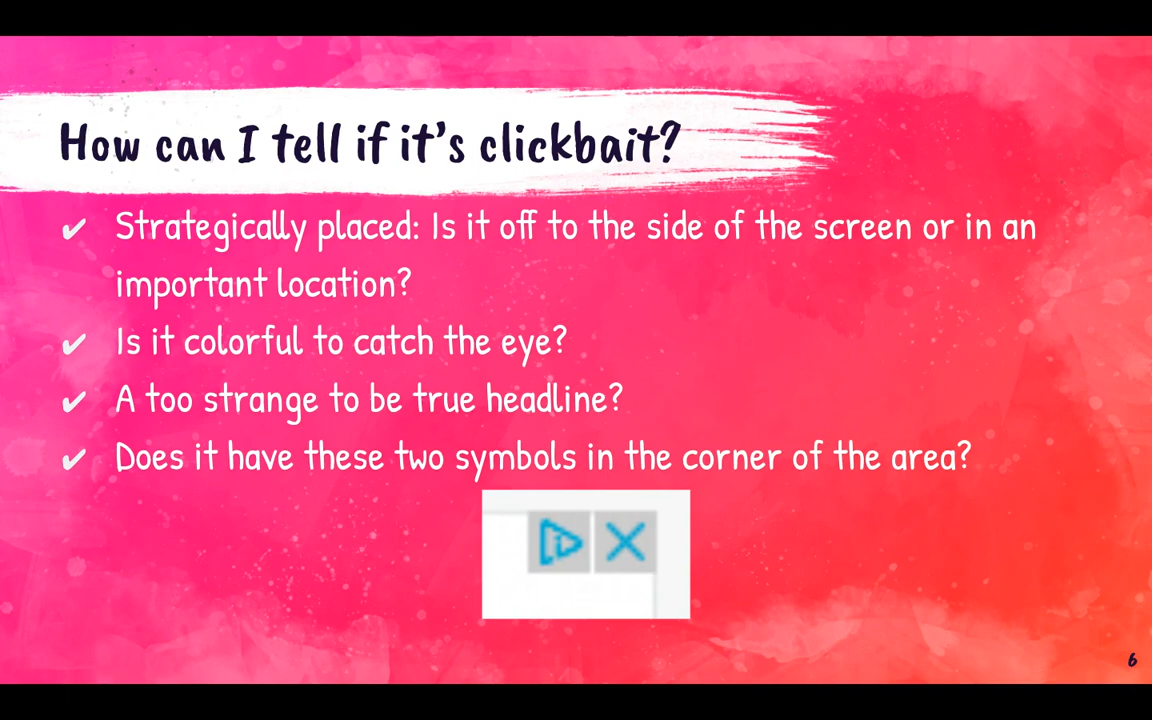 How can I tell if it's clickbait?
✔ Strategically placed: Is it off to the side of the screen or in an
important location?
✔ Is it colorful to catch the eye?
✔ A too strange to be true headline?
✔ Does it have these two symbols in the corner of the area?
6